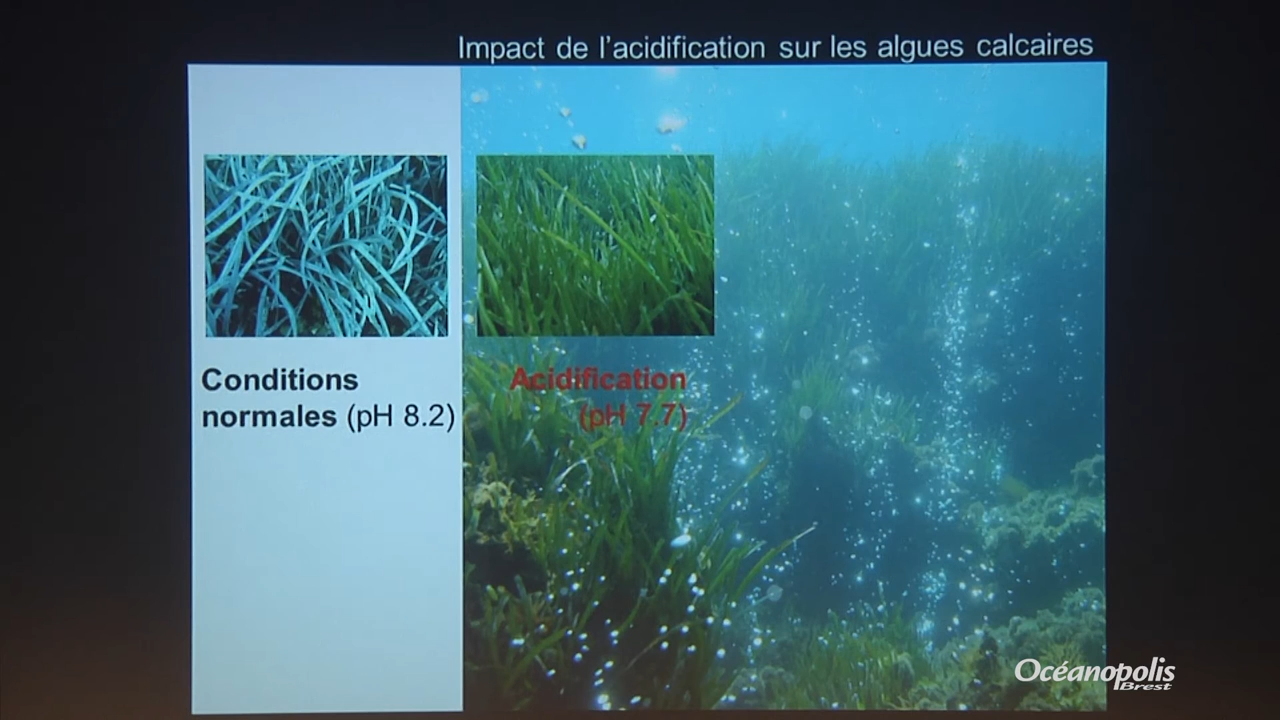 Impact de l'acidification sur les algues calcaires
Conditions
normales (pH 8.2)
Acidification
(pH 7.7)
Océanopolis
Brest